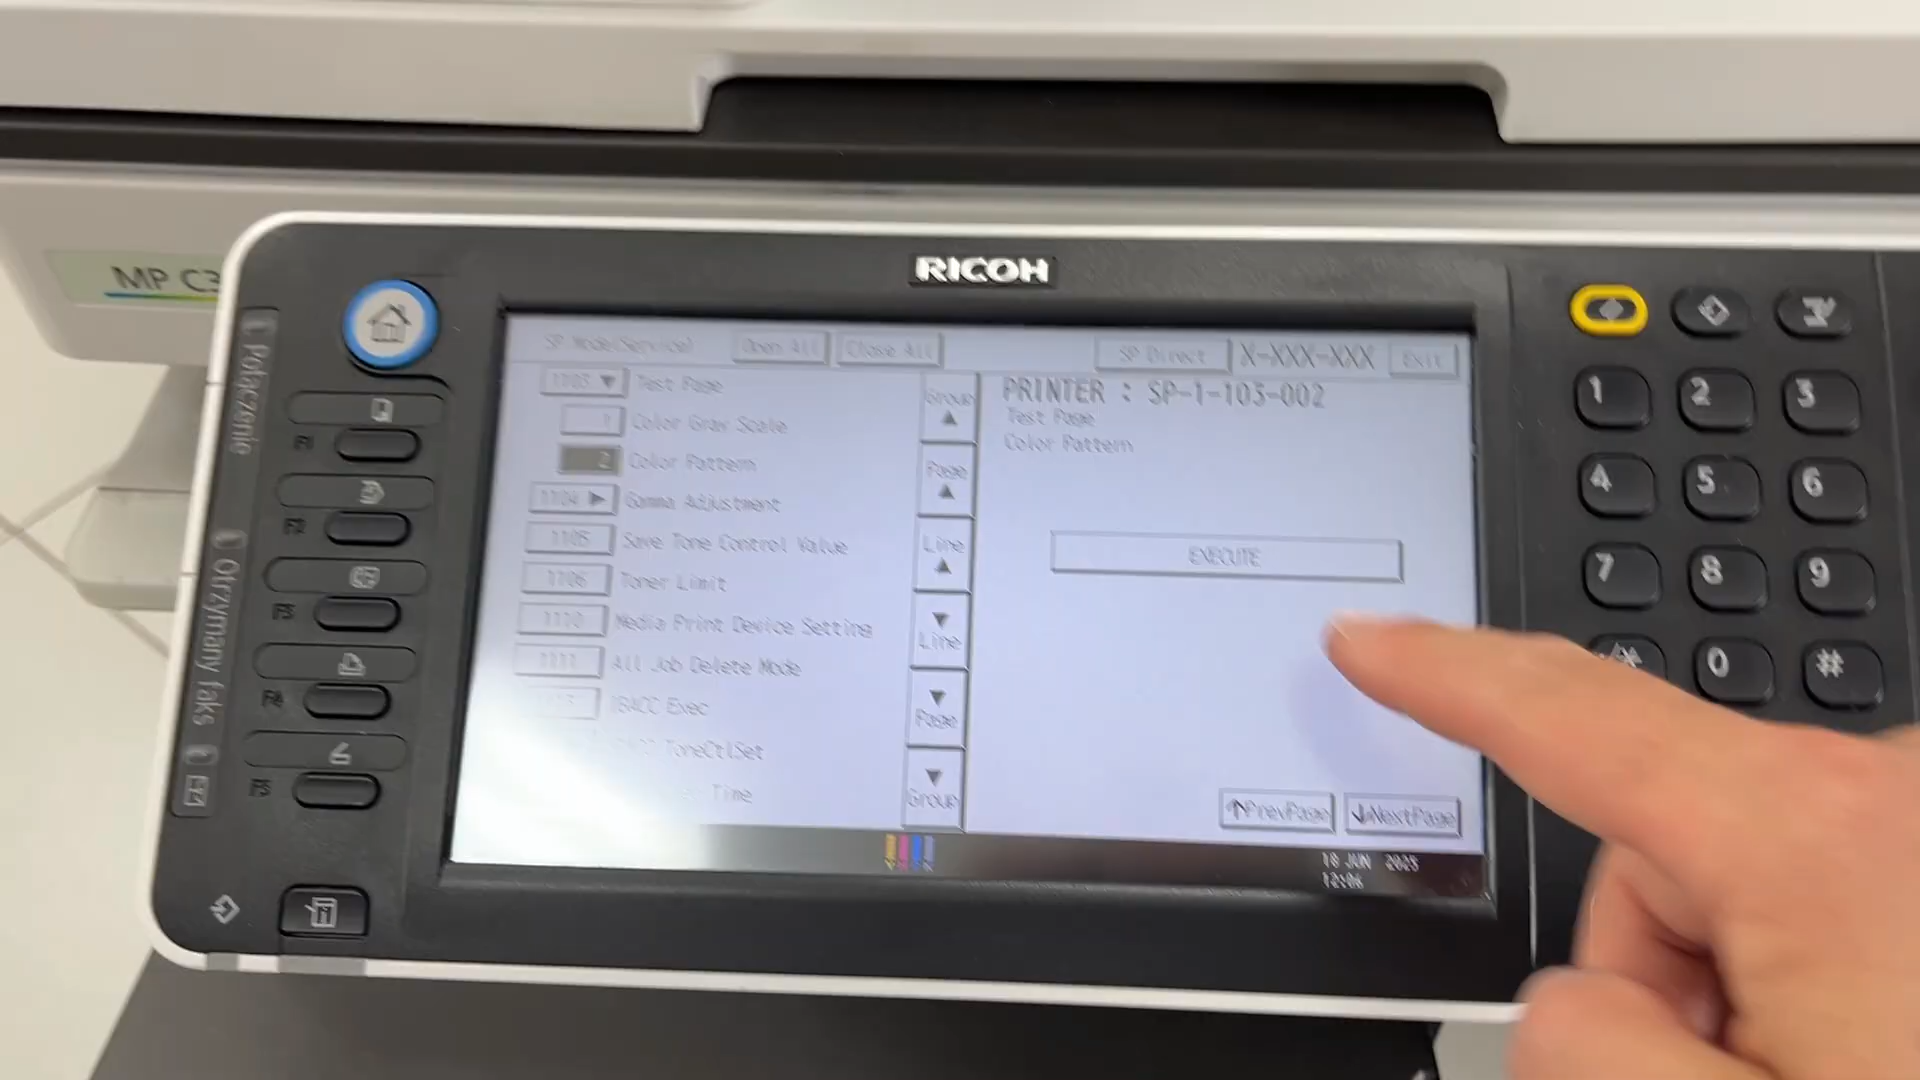 MP C3
RICOH
SP Mode(Service) Open All Close All SP Direct X-XXX-XXX Exit
1103 ▼ Test Page
1 Color Gray Scale
2 Color Pattern
1104 ▶ Gamma Adjustment
1105 Save Tone Control Value
1106 Toner Limit
1110 Media Print Device Setting
1111 All Job Delete Mode
IBACC Exec
ToneCtlSet
Time
Group ▲
Page ▲
Line ▲
▼ Line
▼ Page
▼ Group
PRINTER : SP-1-103-002
Test Page
Color Pattern
EXECUTE
↑PrevPage ↓NextPage
18 JUN 2025
12:06
Połączenie
Otrzymany faks
F1
F2
F3
F4
F5
1 2 3
4 5 6
7 8 9
0 #